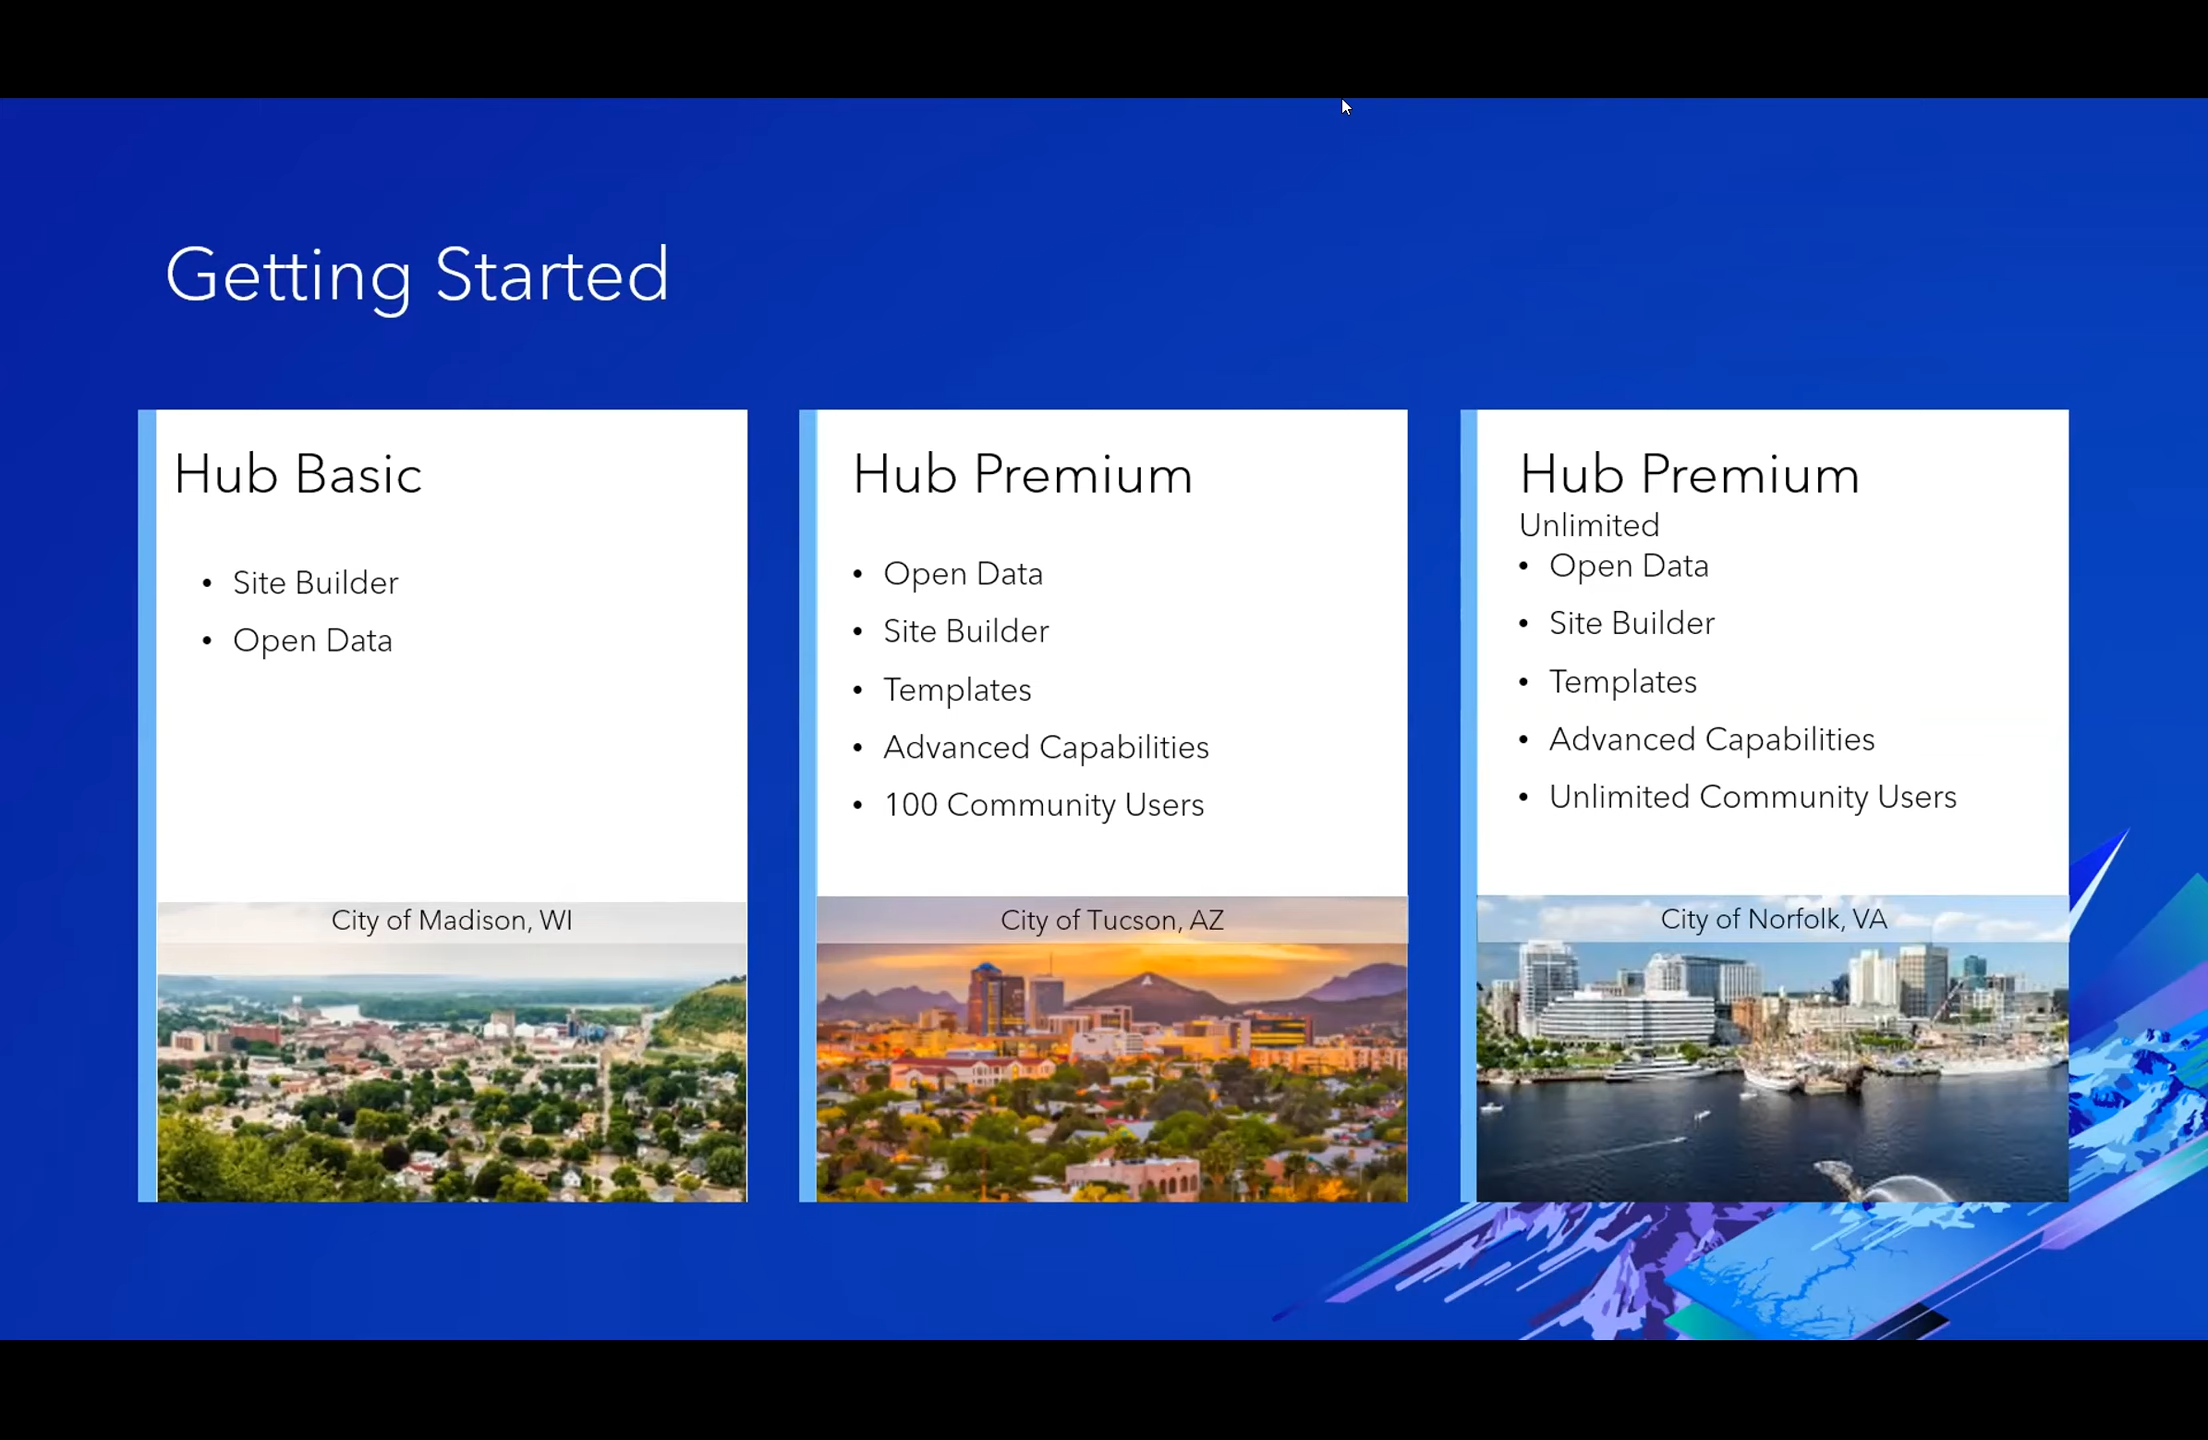 Getting Started
Hub Basic
• Site Builder
• Open Data
City of Madison, WI
Hub Premium
• Open Data
• Site Builder
• Templates
• Advanced Capabilities
• 100 Community Users
City of Tucson, AZ
Hub Premium
Unlimited
• Open Data
• Site Builder
• Templates
• Advanced Capabilities
• Unlimited Community Users
City of Norfolk, VA